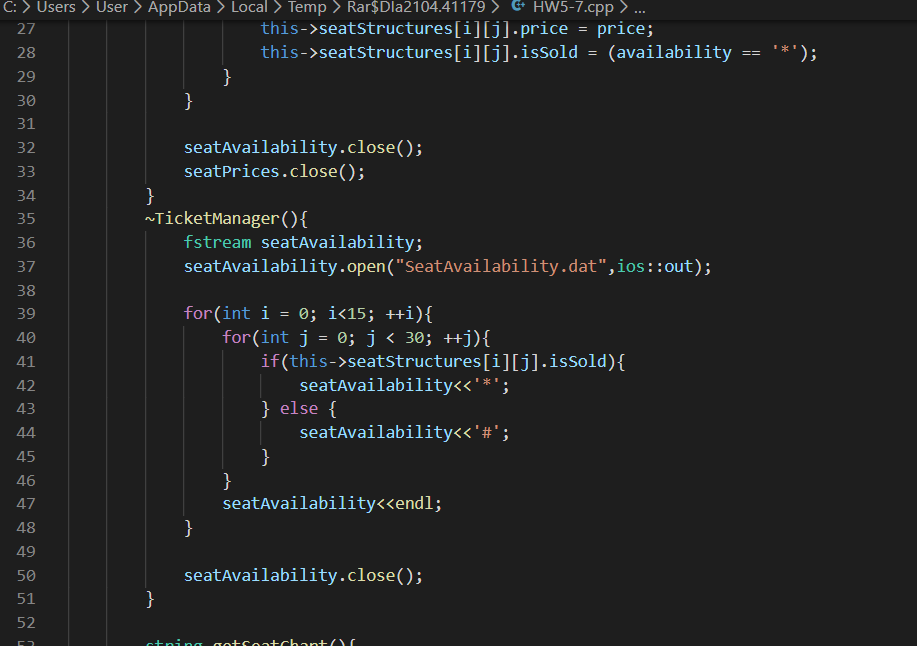 C: > Users > User > AppData > Local > Temp > Rar$DIa2104.41179 > HW5-7.cpp > ...
27 this->seatStructures[i][j].price = price;
28 this->seatStructures[i][j].isSold = (availability == '*');
29 }
30 }
31
32 seatAvailability.close();
33 seatPrices.close();
34 }
35 ~TicketManager(){
36 fstream seatAvailability;
37 seatAvailability.open("SeatAvailability.dat",ios::out);
38
39 for(int i = 0; i<15; ++i){
40 for(int j = 0; j < 30; ++j){
41 if(this->seatStructures[i][j].isSold){
42 seatAvailability<<'*';
43 } else {
44 seatAvailability<<'#';
45 }
46 }
47 seatAvailability<<endl;
48 }
49
50 seatAvailability.close();
51 }
52
53 string getSeatChart(){